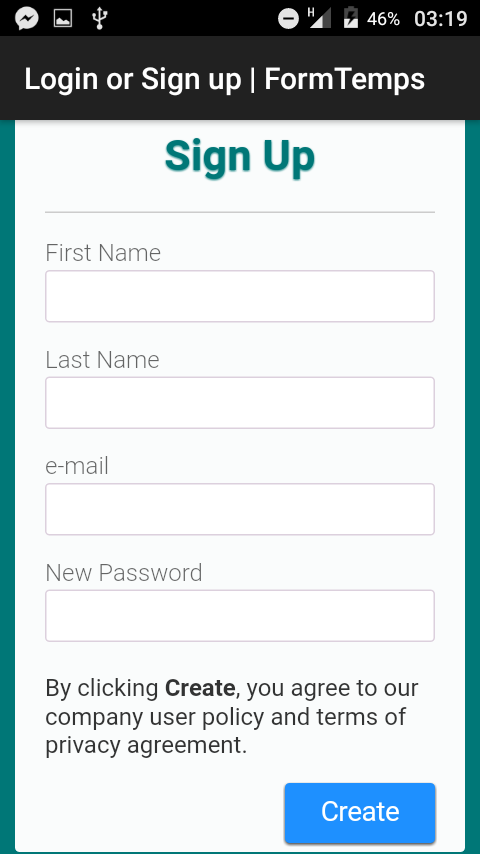 H 46% 03:19
Login or Sign up | FormTemps
Sign Up
First Name
Last Name
e-mail
New Password
By clicking Create, you agree to our
company user policy and terms of
privacy agreement.
Create